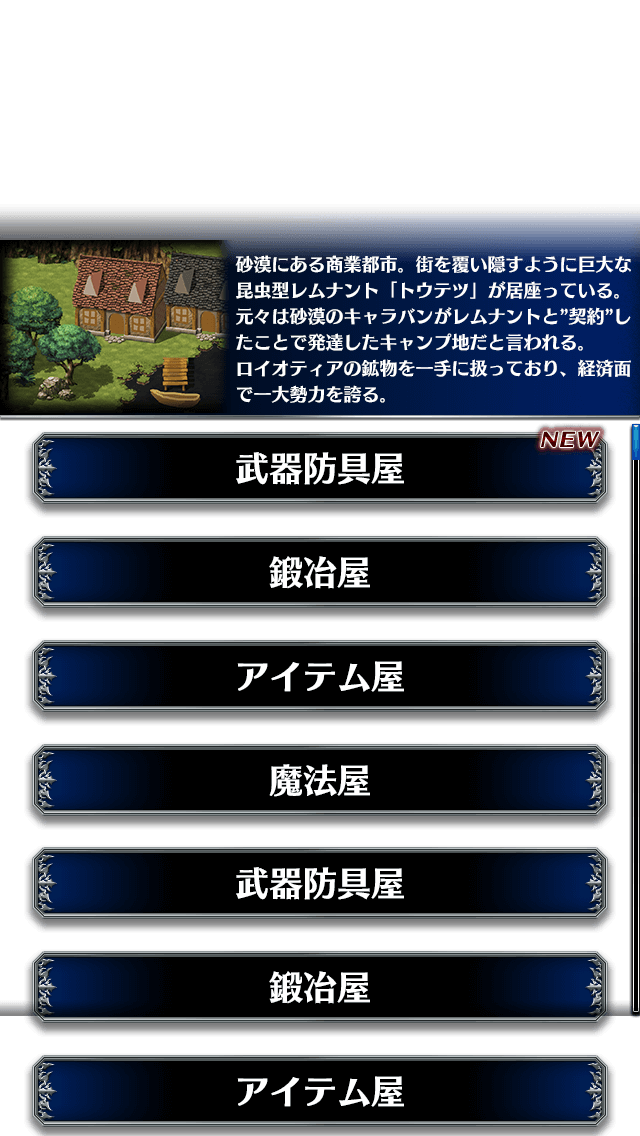 砂漠にある商業都市。街を覆い隠すように巨大な
昆虫型レムナント「トウテツ」が居座っている。
元々は砂漠のキャラバンがレムナントと”契約”し
たことで発達したキャンプ地だと言われる。
ロイオティアの鉱物を一手に扱っており、経済面
で一大勢力を誇る。
NEW
武器防具屋
鍛冶屋
アイテム屋
魔法屋
武器防具屋
鍛冶屋
アイテム屋